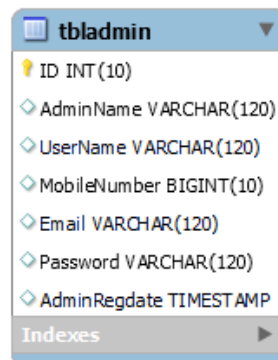 tbladmin
ID INT(10)
AdminName VARCHAR(120)
UserName VARCHAR(120)
MobileNumber BIGINT(10)
Email VARCHAR(120)
Password VARCHAR(120)
AdminRegdate TIMESTAMP
Indexes